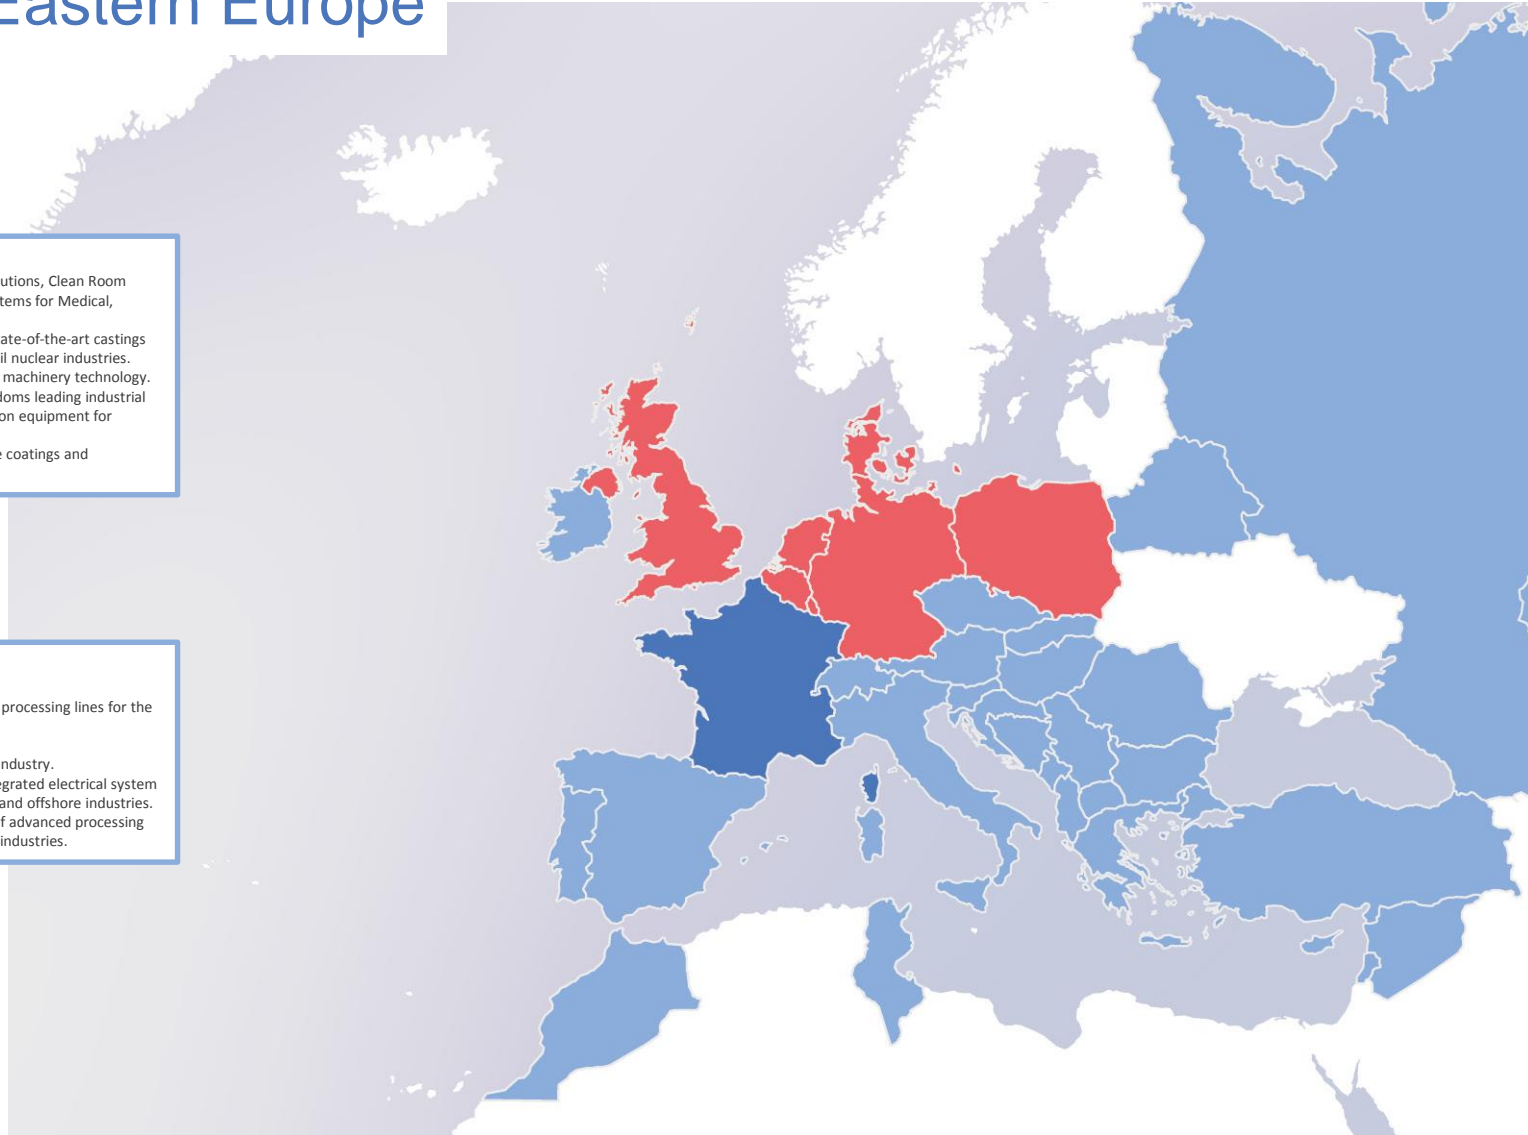 Eastern Europe
utions, Clean Room
tems for Medical,
ate-of-the-art castings
il nuclear industries.
machinery technology.
doms leading industrial
on equipment for
e coatings and
processing lines for the
ndustry.
egrated electrical system
and offshore industries.
f advanced processing
industries.